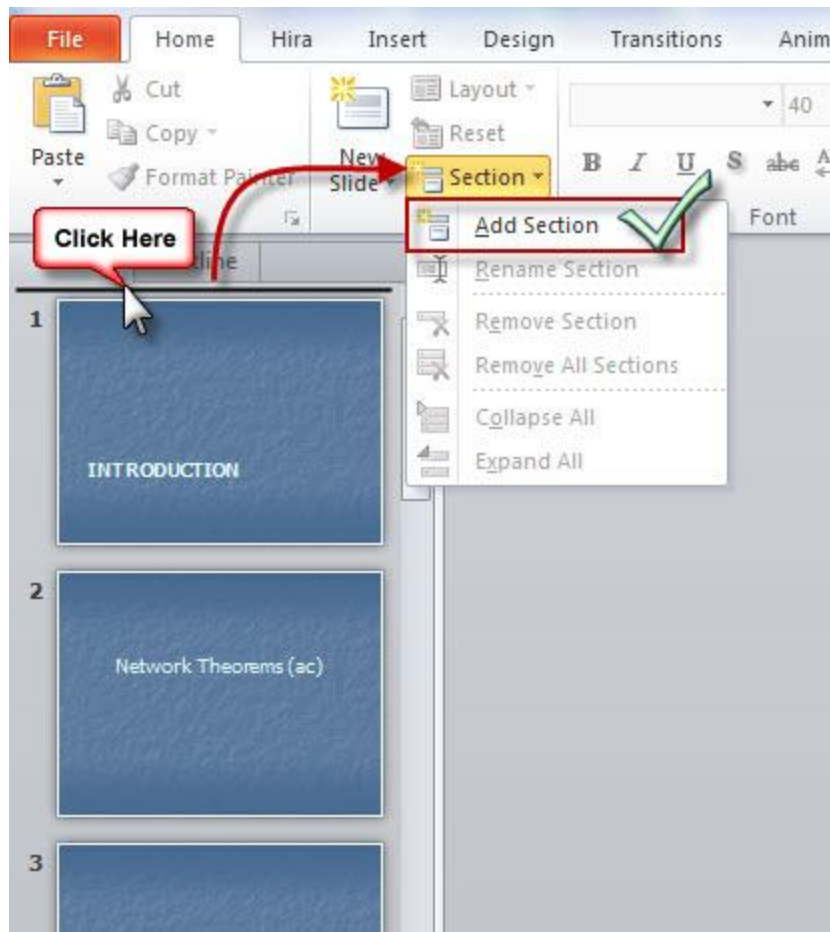 File Home Hira Insert Design Transitions Anim
Cut
Copy
Paste
Format Painter
New
Slide
Layout
Reset
Section
40
B I U S abc A
Font
Click Here
Add Section
Rename Section
Remove Section
Remove All Sections
Collapse All
Expand All
1
INTRODUCTION
2
Network Theorems (ac)
3